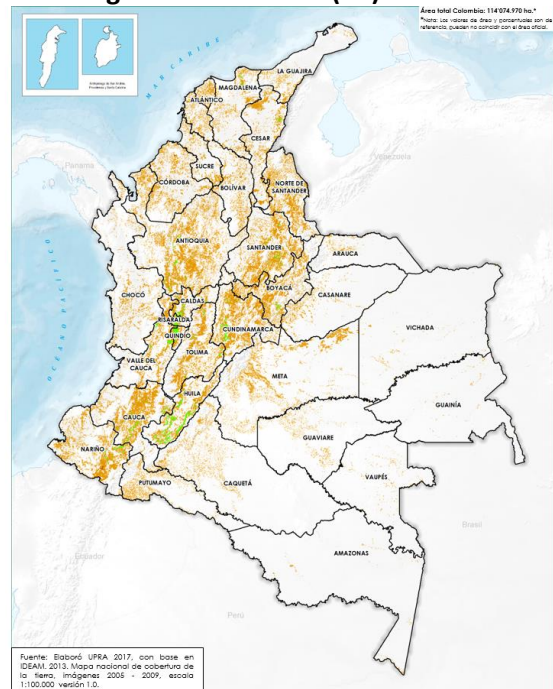 Área total Colombia: 114'074.970 ha.*
*Nota: Los valores de área y porcentuales son de
referencia, pueden no coincidir con el área oficial.
MAR CARIBE
LA GUAJIRA
MAGDALENA
ATLÁNTICO
CESAR
Panamá
Venezuela
SUCRE
CÓRDOBA
BOLÍVAR
NORTE DE
SANTANDER
ANTIOQUIA
SANTANDER
ARAUCA
OCEANO PACIFICO
CHOCÓ
CALDAS
BOYACÁ
CASANARE
RISARALDA
CUNDINAMARCA
VICHADA
QUINDIO
VALLE DEL
CAUCA
TOLIMA
META
GUAINÍA
HUILA
CAUCA
GUAVIARE
NARIÑO
VAUPÉS
PUTUMAYO
CAQUETÁ
Brasil
Ecuador
AMAZONAS
Perú
Fuente: Elaboró UPRA 2017, con base en
IDEAM. 2013. Mapa nacional de cobertura de
la tierra, imágenes 2005 - 2009, escala
1:100.000 versión 1.0.